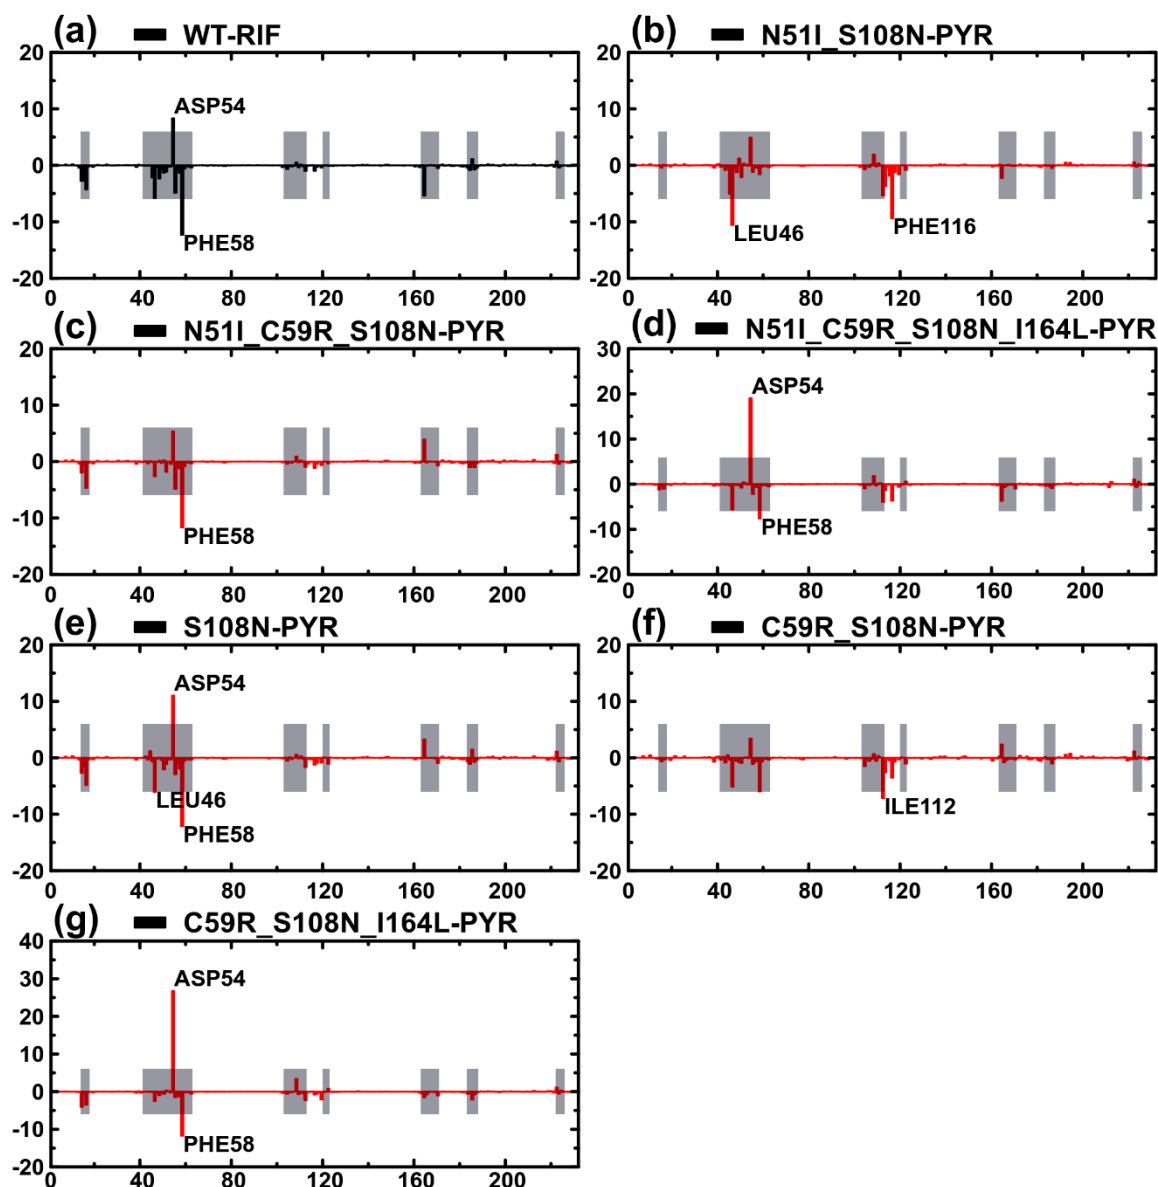 (a) WT-RIF
20
10
0
-10
-20
ASP54
PHE58
0 40 80 120 160 200
(b) N51I_S108N-PYR
20
10
0
-10
-20
LEU46
PHE116
0 40 80 120 160 200
(c) N51I_C59R_S108N-PYR
20
10
0
-10
-20
PHE58
0 40 80 120 160 200
(d) N51I_C59R_S108N_I164L-PYR
30
20
10
0
-10
-20
ASP54
PHE58
0 40 80 120 160 200
(e) S108N-PYR
20
10
0
-10
-20
ASP54
LEU46
PHE58
0 40 80 120 160 200
(f) C59R_S108N-PYR
20
10
0
-10
-20
ILE112
0 40 80 120 160 200
(g) C59R_S108N_I164L-PYR
40
30
20
10
0
-10
-20
ASP54
PHE58
0 40 80 120 160 200